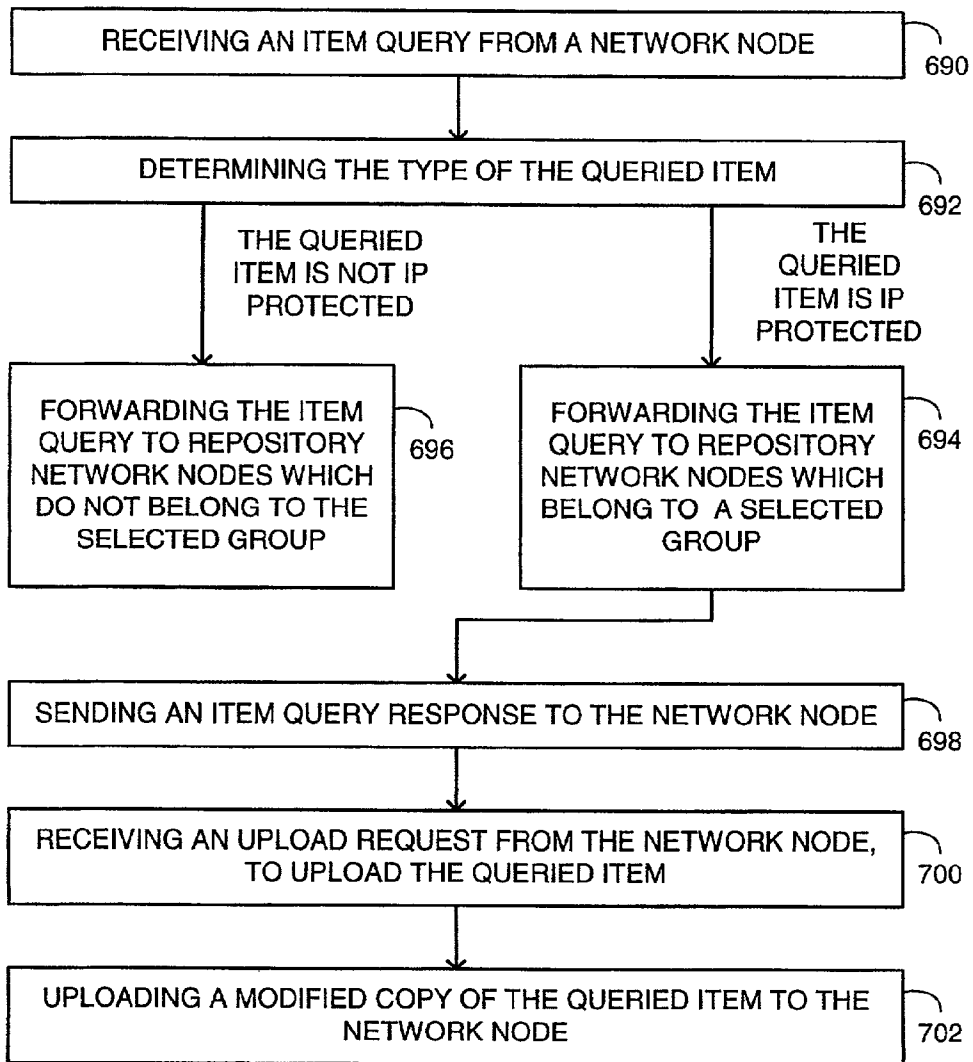 RECEIVING AN ITEM QUERY FROM A NETWORK NODE
690
DETERMINING THE TYPE OF THE QUERIED ITEM
692
THE QUERIED
ITEM IS NOT IP
PROTECTED
THE
QUERIED
ITEM IS IP
PROTECTED
FORWARDING THE ITEM
QUERY TO REPOSITORY
NETWORK NODES WHICH
DO NOT BELONG TO THE
SELECTED GROUP
696
FORWARDING THE ITEM
QUERY TO REPOSITORY
NETWORK NODES WHICH
BELONG TO A SELECTED
GROUP
694
SENDING AN ITEM QUERY RESPONSE TO THE NETWORK NODE
698
RECEIVING AN UPLOAD REQUEST FROM THE NETWORK NODE,
TO UPLOAD THE QUERIED ITEM
700
UPLOADING A MODIFIED COPY OF THE QUERIED ITEM TO THE
NETWORK NODE
702